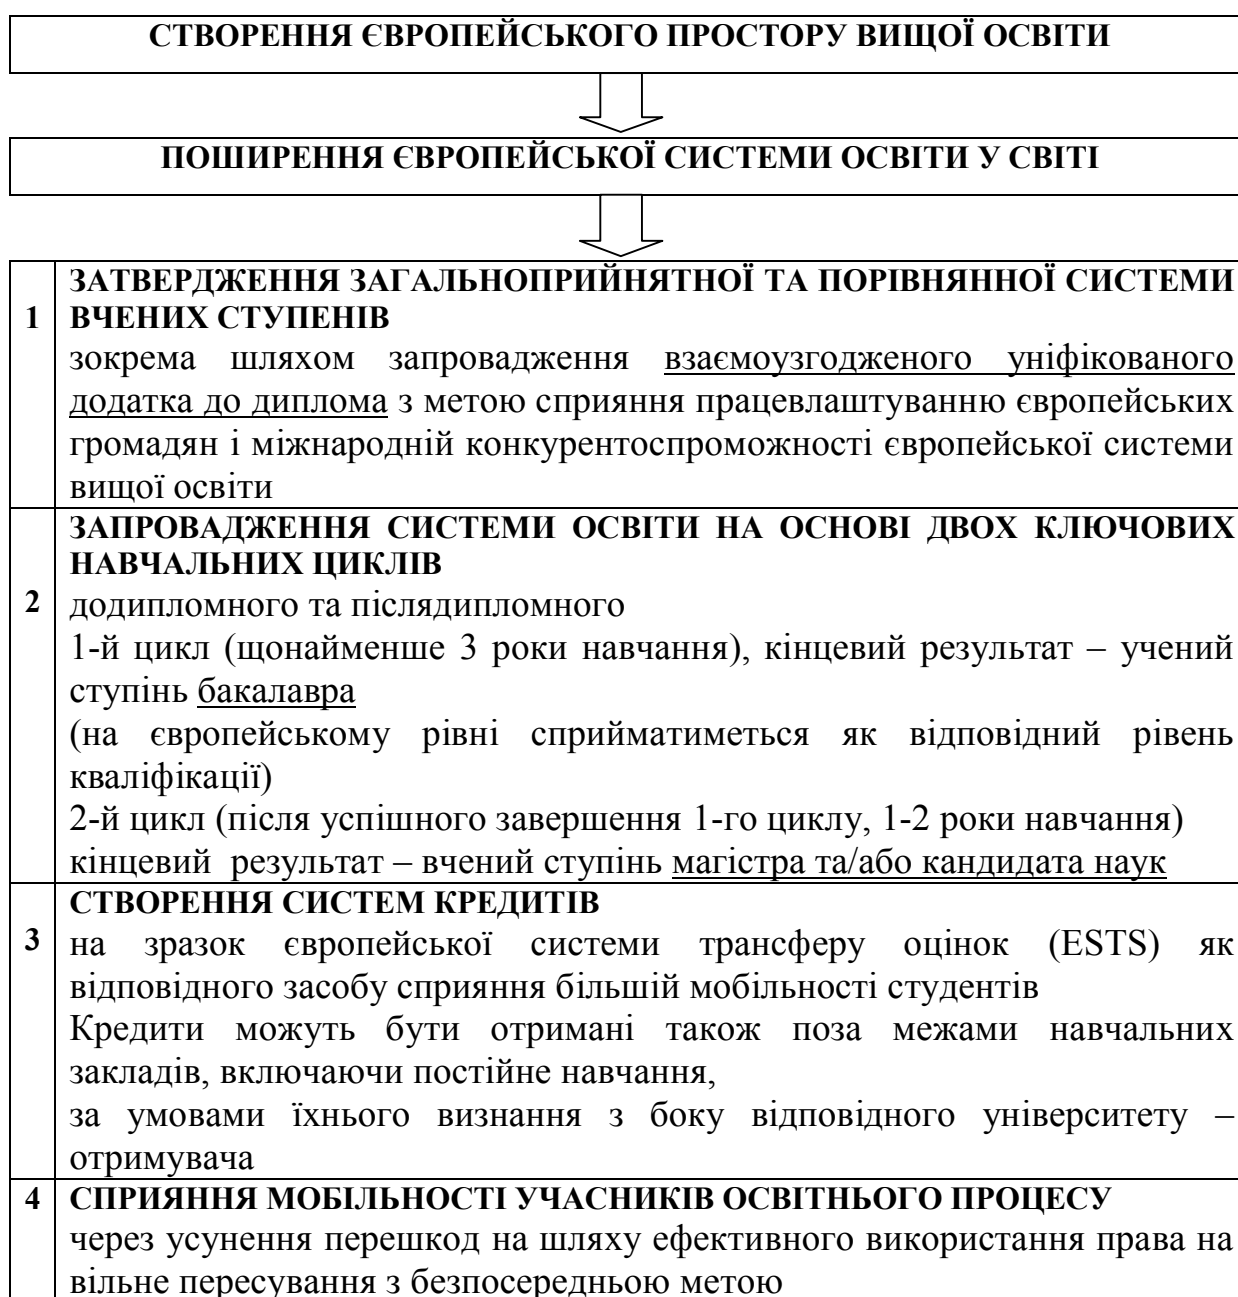 СТВОРЕННЯ ЄВРОПЕЙСЬКОГО ПРОСТОРУ ВИЩОЇ ОСВІТИ
ПОШИРЕННЯ ЄВРОПЕЙСЬКОЇ СИСТЕМИ ОСВІТИ У СВІТІ
ЗАТВЕРДЖЕННЯ ЗАГАЛЬНОПРИЙНЯТНОЇ ТА ПОРІВНЯННОЇ СИСТЕМИ
1 ВЧЕНИХ СТУПЕНІВ
зокрема шляхом запровадження взаємоузгодженого уніфікованого
додатка до диплома з метою сприяння працевлаштуванню європейських
громадян і міжнародній конкурентоспроможності європейської системи
вищої освіти
ЗАПРОВАДЖЕННЯ СИСТЕМИ ОСВІТИ НА ОСНОВІ ДВОХ КЛЮЧОВИХ
НАВЧАЛЬНИХ ЦИКЛІВ
2 додипломного та післядипломного
1-й цикл (щонайменше 3 роки навчання), кінцевий результат – учений
ступінь бакалавра
(на європейському рівні сприйматиметься як відповідний рівень
кваліфікації)
2-й цикл (після успішного завершення 1-го циклу, 1-2 роки навчання)
кінцевий результат – вчений ступінь магістра та/або кандидата наук
СТВОРЕННЯ СИСТЕМ КРЕДИТІВ
3 на зразок європейської системи трансферу оцінок (ESTS) як
відповідного засобу сприяння більшій мобільності студентів
Кредити можуть бути отримані також поза межами навчальних
закладів, включаючи постійне навчання,
за умовами їхнього визнання з боку відповідного університету –
отримувача
4 СПРИЯННЯ МОБІЛЬНОСТІ УЧАСНИКІВ ОСВІТНЬОГО ПРОЦЕСУ
через усунення перешкод на шляху ефективного використання права на
вільне пересування з безпосередньою метою